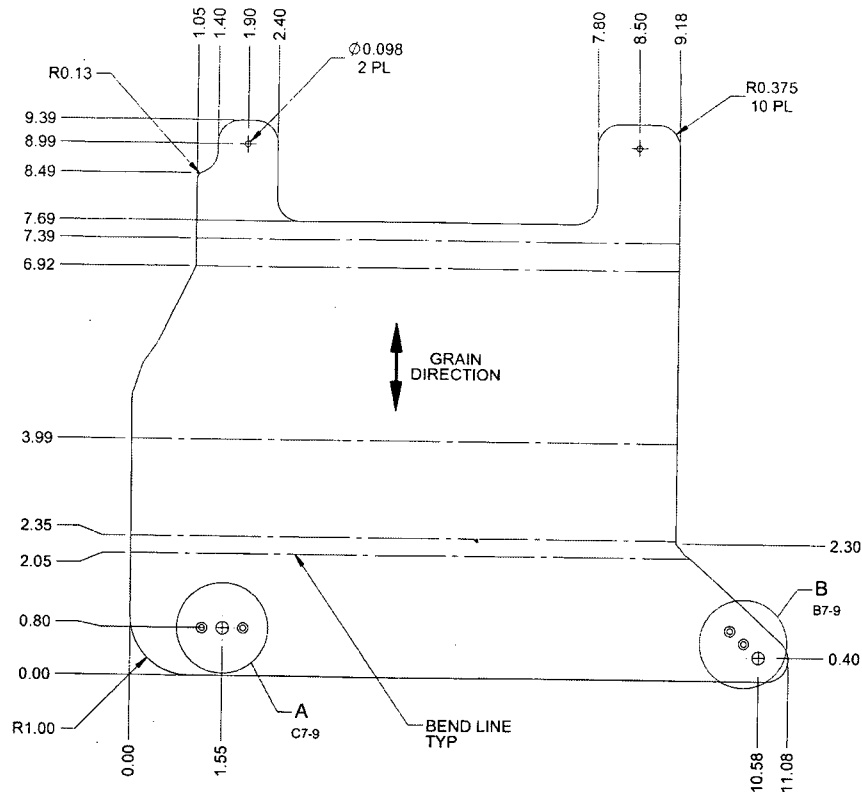 1.05
1.40
1.90
2.40
7.80
8.50
9.18
R0.13
Ø0.098
2 PL
R0.375
10 PL
9.39
8.99
8.49
7.69
7.39
6.92
GRAIN
DIRECTION
3.99
2.35
2.30
2.05
B
B7-9
0.80
0.40
0.00
A
C7-9
R1.00
BEND LINE
TYP
0.00
1.55
10.58
11.08